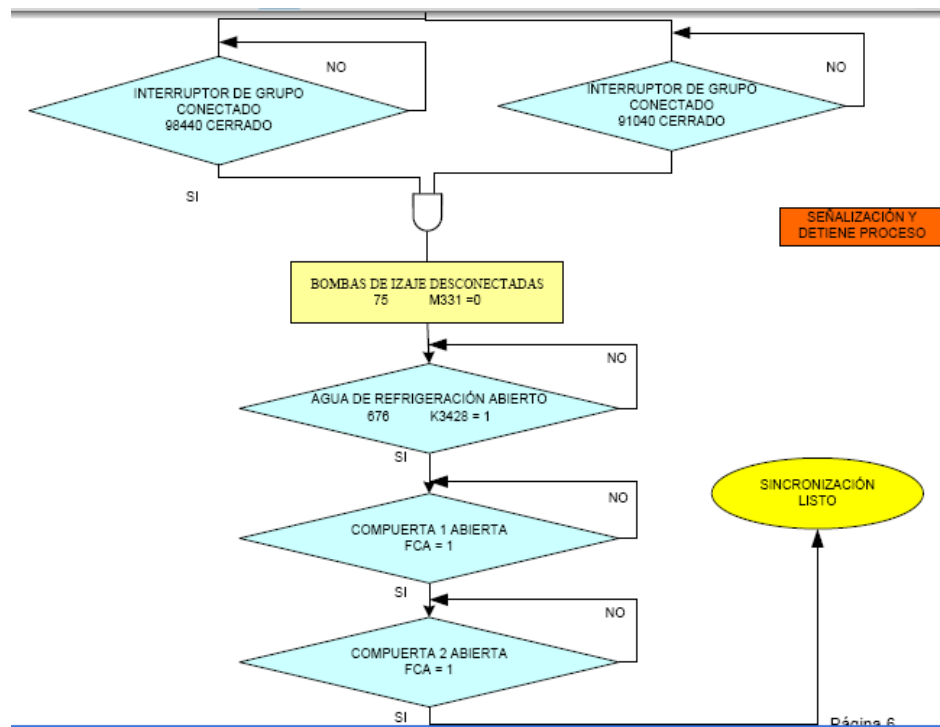 NO
INTERRUPTOR DE GRUPO
CONECTADO
98440 CERRADO
SI
NO
INTERRUPTOR DE GRUPO
CONECTADO
91040 CERRADO
SEÑALIZACIÓN Y
DETIENE PROCESO
BOMBAS DE IZAJE DESCONECTADAS
75 M331 =0
NO
AGUA DE REFRIGERACIÓN ABIERTO
676 K3428 = 1
SI
NO
COMPUERTA 1 ABIERTA
FCA = 1
SI
SINCRONIZACIÓN
LISTO
NO
COMPUERTA 2 ABIERTA
FCA = 1
SI
Página 6